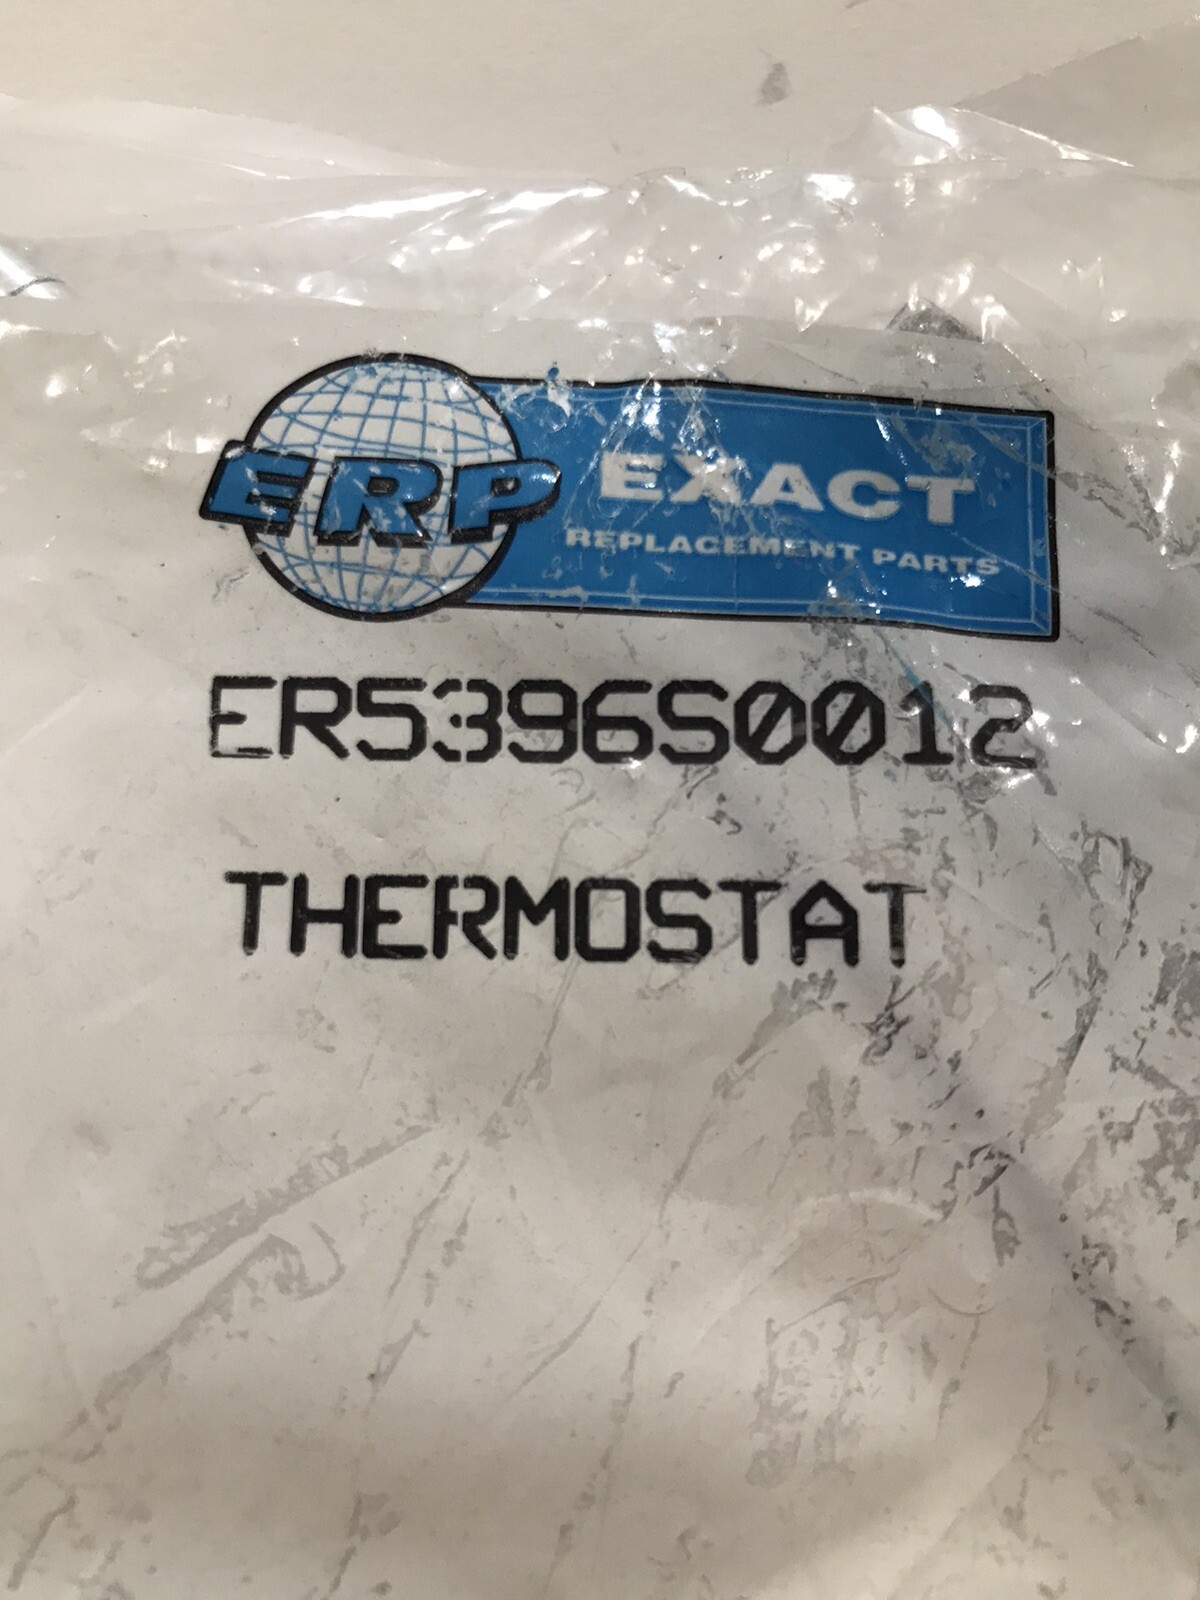 ERP EXACT
REPLACEMENT PARTS
ER5396S0012
THERMOSTAT